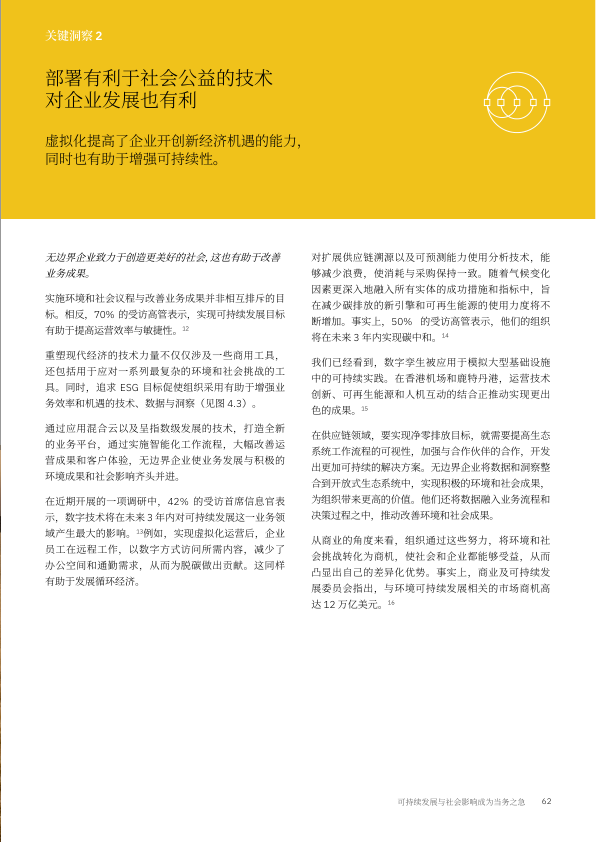 关键洞察 2
部署有利于社会公益的技术
对企业发展也有利
虚拟化提高了企业开创新经济机遇的能力，
同时也有助于增强可持续性。
无边界企业致力于创造更美好的社会, 这也有助于改善
业务成果。
实施环境和社会议程与改善业务成果并非相互排斥的目
标。相反，70% 的受访高管表示，实现可持续发展目标
有助于提高运营效率与敏捷性。¹²
重塑现代经济的技术力量不仅仅涉及一些商用工具，
还包括用于应对一系列最复杂的环境和社会挑战的工
具。同时，追求 ESG 目标促使组织采用有助于增强业
务效率和机遇的技术、数据与洞察（见图 4.3）。
通过应用混合云以及呈指数级发展的技术，打造全新
的业务平台，通过实施智能化工作流程，大幅改善运
营成果和客户体验，无边界企业使业务发展与积极的
环境成果和社会影响齐头并进。
在近期开展的一项调研中，42% 的受访首席信息官表
示，数字技术将在未来 3 年内对可持续发展这一业务领
域产生最大的影响。¹³例如，实现虚拟化运营后，企业
员工在远程工作，以数字方式访问所需内容，减少了
办公空间和通勤需求，从而为脱碳做出贡献。这同样
有助于发展循环经济。
对扩展供应链溯源以及可预测能力使用分析技术，能
够减少浪费，使消耗与采购保持一致。随着气候变化
因素更深入地融入所有实体的成功措施和指标中，旨
在减少碳排放的新引擎和可再生能源的使用力度将不
断增加。事实上，50% 的受访高管表示，他们的组织
将在未来 3 年内实现碳中和。¹⁴
我们已经看到，数字孪生被应用于模拟大型基础设施
中的可持续实践。在香港机场和鹿特丹港，运营技术
创新、可再生能源和人机互动的结合正推动实现更出
色的成果。¹⁵
在供应链领域，要实现净零排放目标，就需要提高生态
系统工作流程的可视性，加强与合作伙伴的合作，开发
出更加可持续的解决方案。无边界企业将数据和洞察整
合到开放式生态系统中，实现积极的环境和社会成果，
为组织带来更高的价值。他们还将数据融入业务流程和
决策过程之中，推动改善环境和社会成果。
从商业的角度来看，组织通过这些努力，将环境和社
会挑战转化为商机，使社会和企业都能够受益，从而
凸显出自己的差异化优势。事实上，商业及可持续发
展委员会指出，与环境可持续发展相关的市场商机高
达 12 万亿美元。¹⁶
可持续发展与社会影响成为当务之急 62